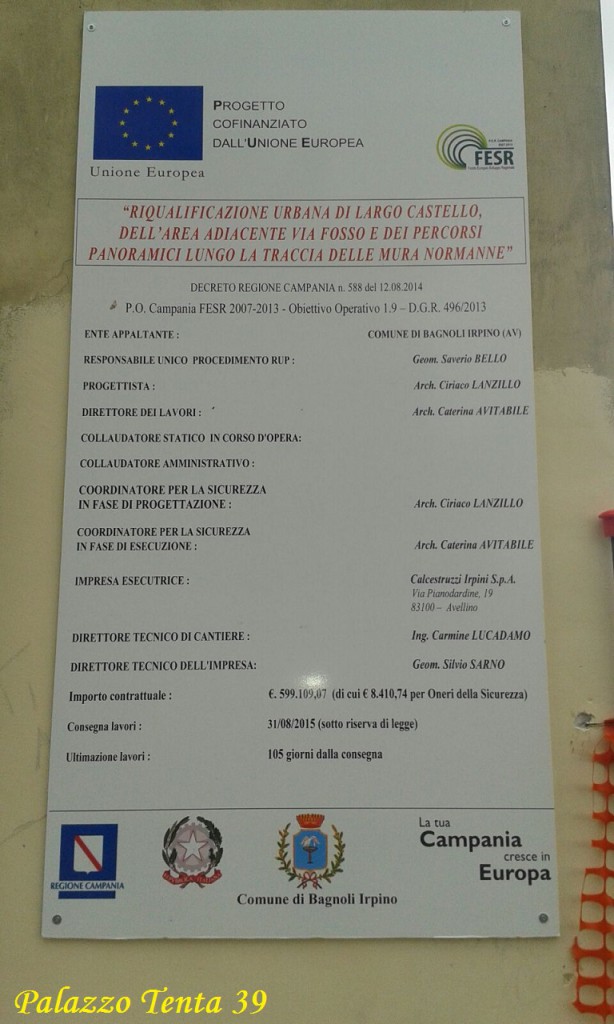 PROGETTO
COFINANZIATO
DALL'UNIONE EUROPEA
Unione Europea
FESR
"RIQUALIFICAZIONE URBANA DI LARGO CASTELLO,
DELL'AREA ADIACENTE VIA FOSSO E DEI PERCORSI
PANORAMICI LUNGO LA TRACCIA DELLE MURA NORMANNE"
DECRETO REGIONE CAMPANIA n. 588 del 12.08.2014
P.O. Campania FESR 2007-2013 - Obiettivo Operativo 1.9 – D.G.R. 496/2013
ENTE APPALTANTE : COMUNE DI BAGNOLI IRPINO (AV)
RESPONSABILE UNICO PROCEDIMENTO RUP : Geom. Saverio BELLO
PROGETTISTA : Arch. Ciriaco LANZILLO
DIRETTORE DEI LAVORI : Arch. Caterina AVITABILE
COLLAUDATORE STATICO IN CORSO D'OPERA:
COLLAUDATORE AMMINISTRATIVO :
COORDINATORE PER LA SICUREZZA
IN FASE DI PROGETTAZIONE : Arch. Ciriaco LANZILLO
COORDINATORE PER LA SICUREZZA
IN FASE DI ESECUZIONE : Arch. Caterina AVITABILE
IMPRESA ESECUTRICE : Calcestruzzi Irpini S.p.A.
Via Pianodardine, 19
83100 – Avellino
DIRETTORE TECNICO DI CANTIERE : Ing. Carmine LUCADAMO
DIRETTORE TECNICO DELL'IMPRESA: Geom. Silvio SARNO
Importo contrattuale : €. 599.109,07 (di cui € 8.410,74 per Oneri della Sicurezza)
Consegna lavori : 31/08/2015 (sotto riserva di legge)
Ultimazione lavori : 105 giorni dalla consegna
REGIONE CAMPANIA
Comune di Bagnoli Irpino
La tua
Campania
cresce in
Europa
Palazzo Tenta 39